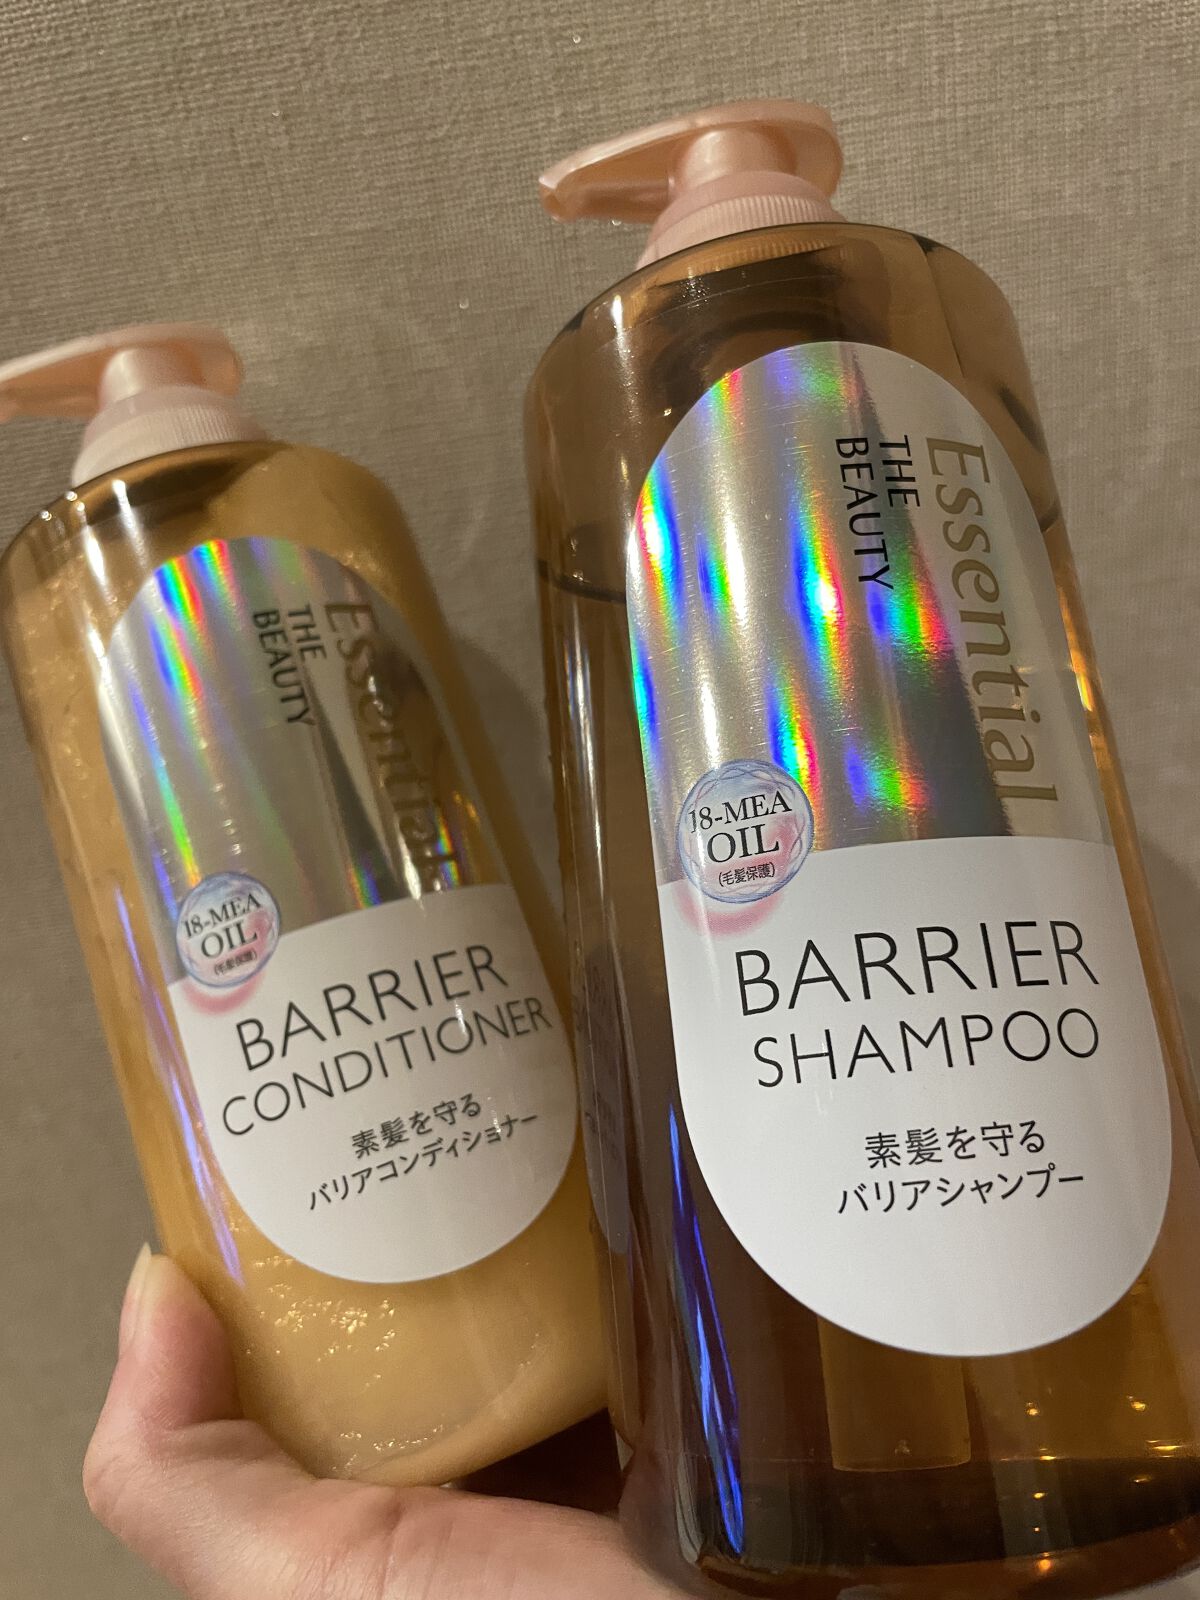 Essential
THE
BEAUTY
18-MEA
OIL
(毛髪保護)
BARRIER
CONDITIONER
素髪を守る
バリアコンディショナー
Essential
THE
BEAUTY
18-MEA
OIL
(毛髪保護)
BARRIER
SHAMPOO
素髪を守る
バリアシャンプー